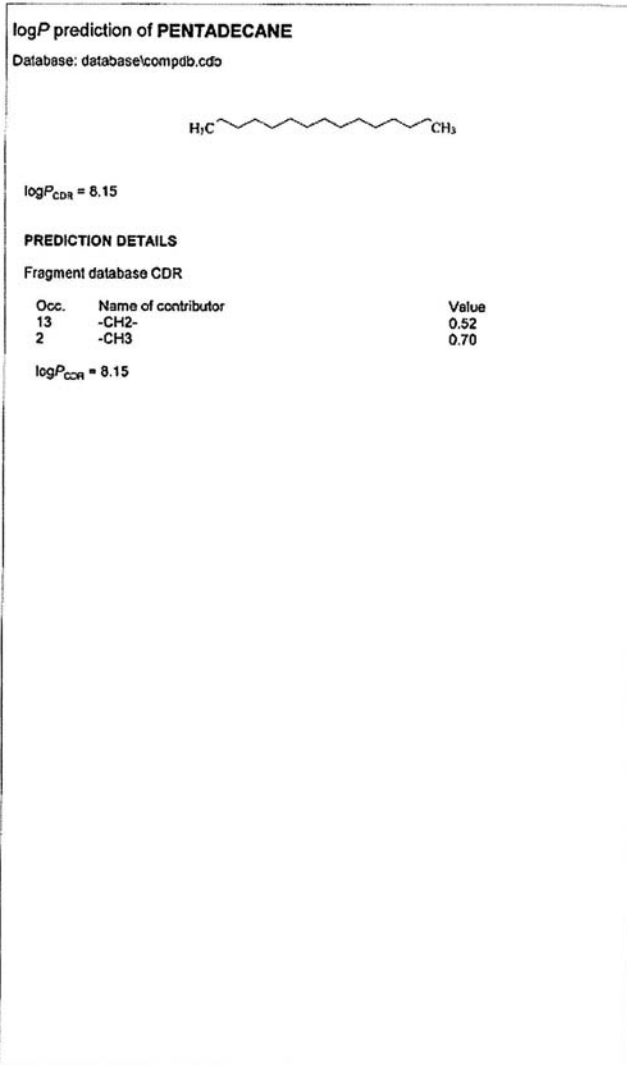 logP prediction of PENTADECANE
Database: database\compdb.cdb
H3C CH3
logPCDR = 8.15
PREDICTION DETAILS
Fragment database CDR
Occ. Name of contributor Value
13 -CH2- 0.52
2 -CH3 0.70
logPCDR = 8.15